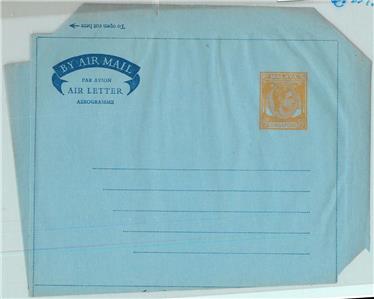 To open cut here →
BY AIR MAIL
PAR AVION
AIR LETTER
AEROGRAMME